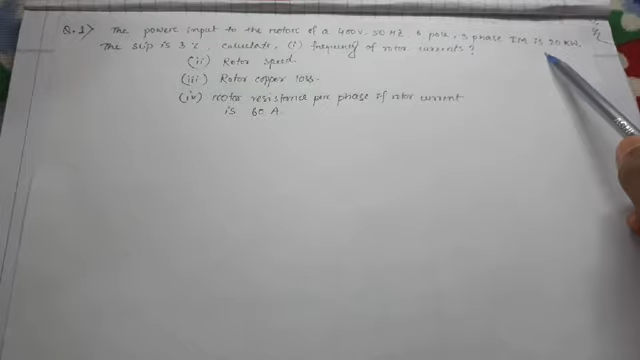 Q.1> The power input to the motors of a 400V. 50 HZ 6 pole. 3 phase IM is 20 KW.
The slip is 3%. calculate, (i) frequency of rotor currents?
(ii) Rotor speed.
(iii) Rotor copper loss.
(iv) rotor resistance per phase if rotor current
is 60 A.